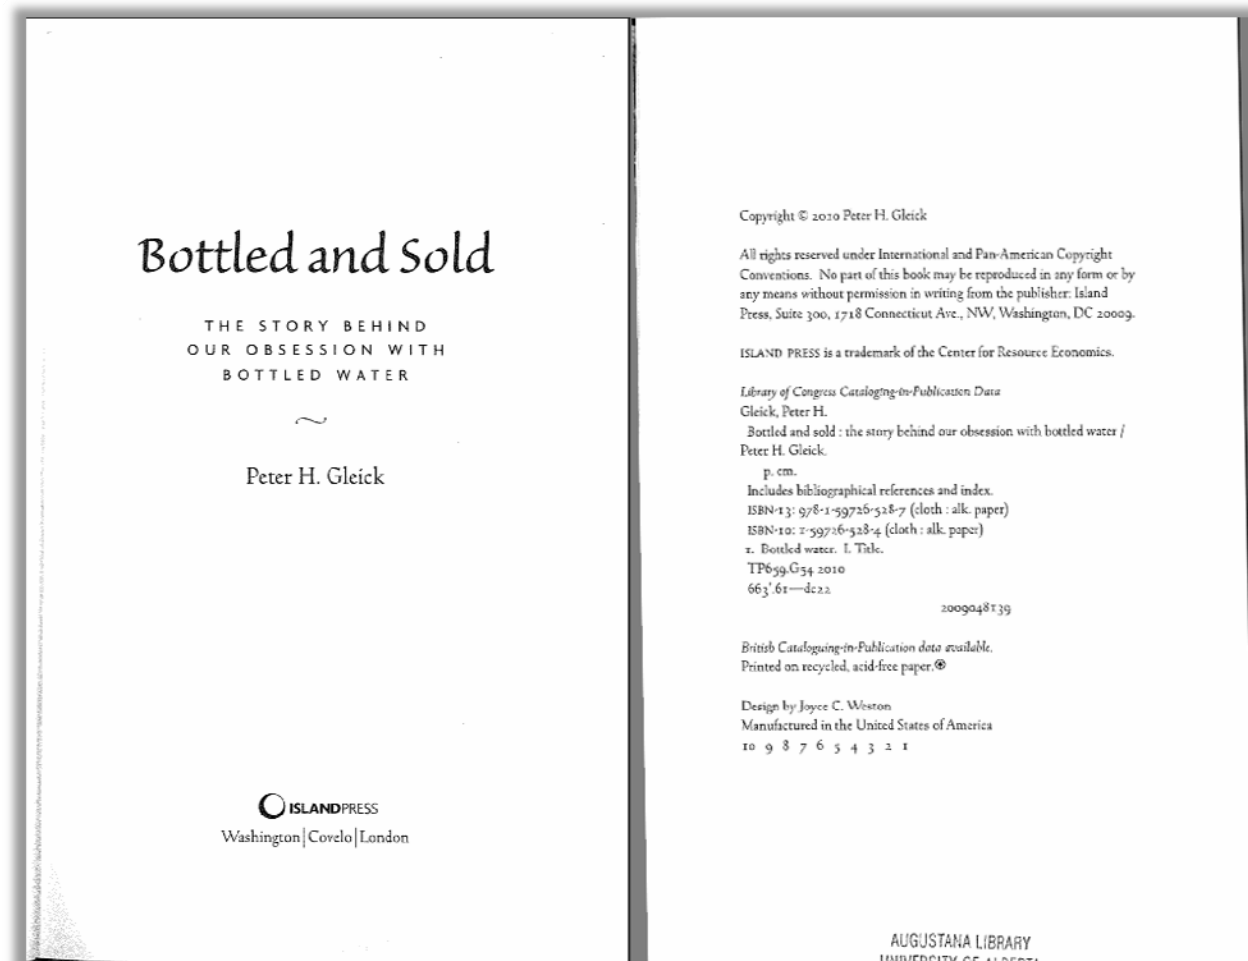 Bottled and Sold
THE STORY BEHIND
OUR OBSESSION WITH
BOTTLED WATER
Peter H. Gleick
ISLANDPRESS
Washington|Covelo|London
Copyright © 2010 Peter H. Gleick
All rights reserved under International and Pan-American Copyright
Conventions. No part of this book may be reproduced in any form or by
any means without permission in writing from the publisher: Island
Press, Suite 300, 1718 Connecticut Ave., NW, Washington, DC 20009.
ISLAND PRESS is a trademark of the Center for Resource Economics.
Library of Congress Cataloging-in-Publication Data
Gleick, Peter H.
Bottled and sold : the story behind our obsession with bottled water /
Peter H. Gleick.
p. cm.
Includes bibliographical references and index.
ISBN-13: 978-1-59726-528-7 (cloth : alk. paper)
ISBN-10: 1-59726-528-4 (cloth : alk. paper)
1. Bottled water. I. Title.
TP659.G54 2010
663'.61—dc22
2009048139
British Cataloguing-in-Publication data available.
Printed on recycled, acid-free paper.
Design by Joyce C. Weston
Manufactured in the United States of America
10 9 8 7 6 5 4 3 2 1
AUGUSTANA LIBRARY
UNIVERSITY OF ALBERTA